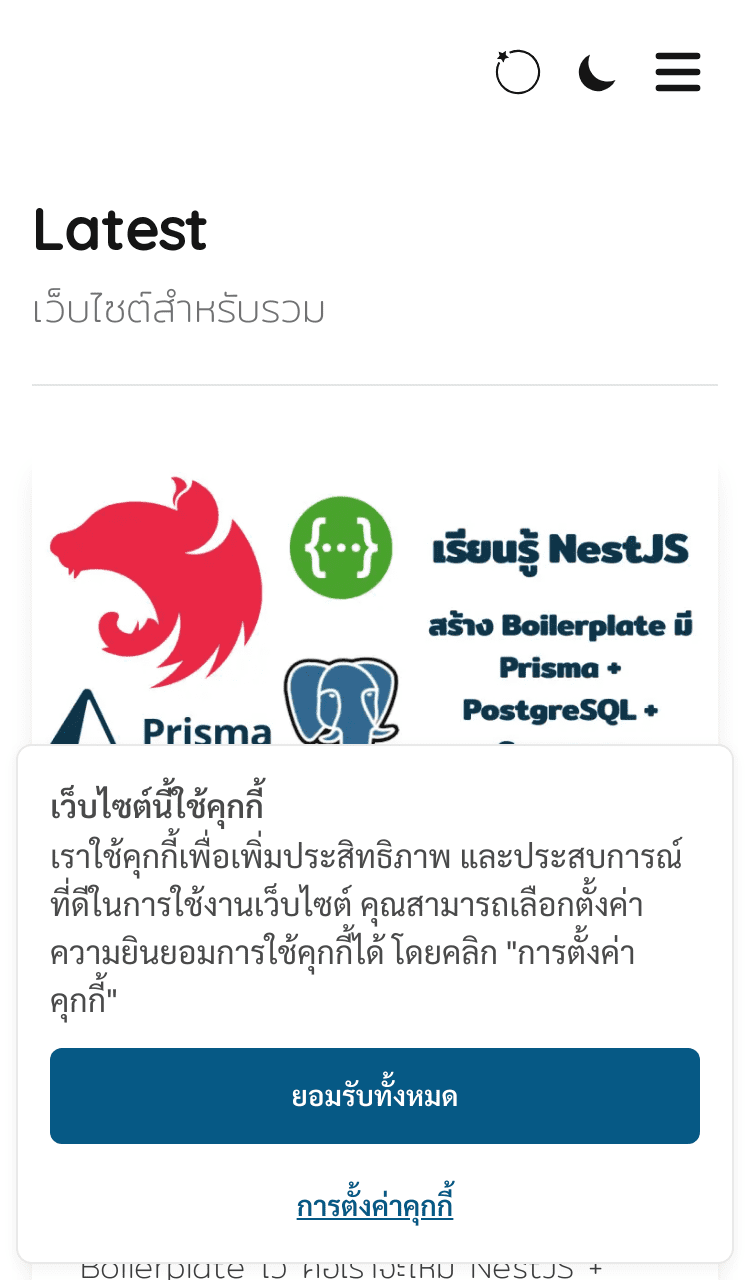 Latest
เว็บไซต์สำหรับรวม
{...}
เรียนรู้ NestJS
สร้าง Boilerplate มี
Prisma +
PostgreSQL +
Prisma
เว็บไซต์นี้ใช้คุกกี้
เราใช้คุกกี้เพื่อเพิ่มประสิทธิภาพ และประสบการณ์
ที่ดีในการใช้งานเว็บไซต์ คุณสามารถเลือกตั้งค่า
ความยินยอมการใช้คุกกี้ได้ โดยคลิก "การตั้งค่า
คุกกี้"
ยอมรับทั้งหมด
การตั้งค่าคุกกี้
Boilerplate ไว้ คือเราจะใหม่ NestJS +